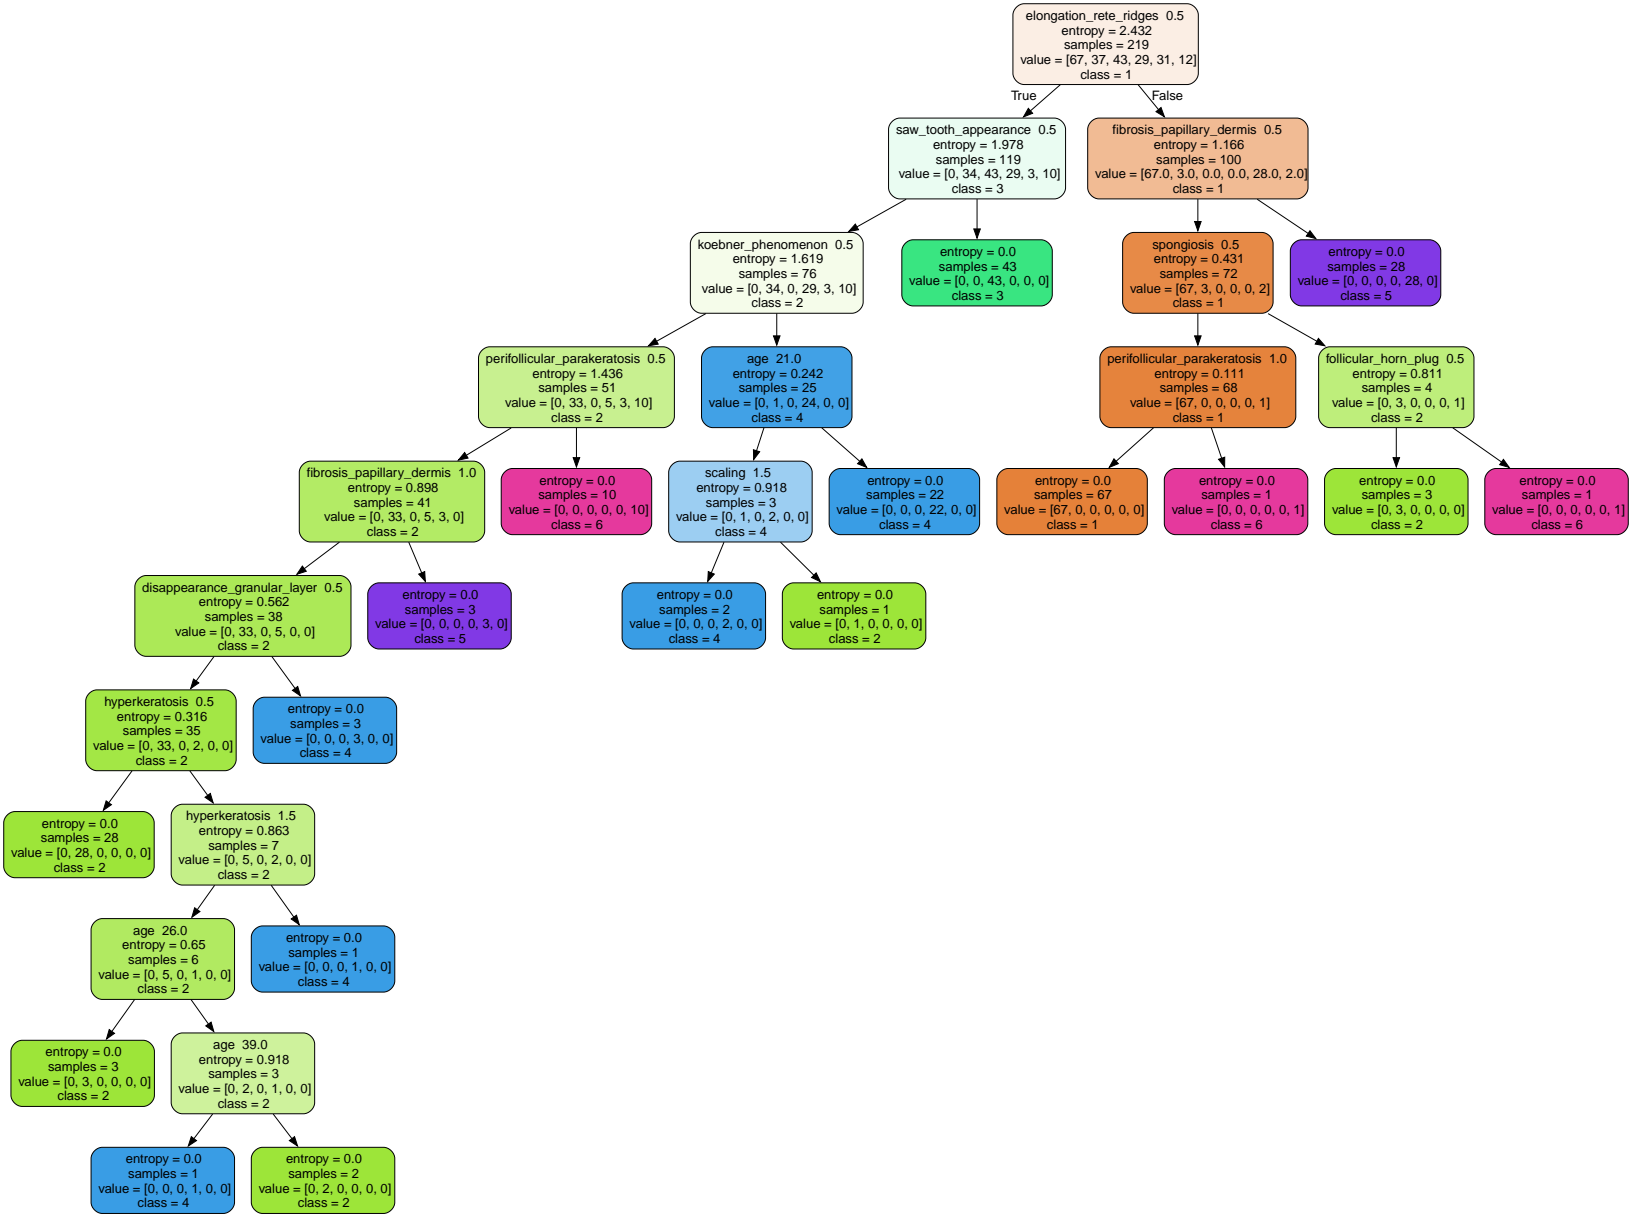 elongation_rete_ridges  0.5
entropy = 2.432
samples = 219
value = [67, 37, 43, 29, 31, 12]
class = 1
True
False
saw_tooth_appearance  0.5
entropy = 1.978
samples = 119
value = [0, 34, 43, 29, 3, 10]
class = 3
fibrosis_papillary_dermis  0.5
entropy = 1.166
samples = 100
value = [67.0, 3.0, 0.0, 0.0, 28.0, 2.0]
class = 1
koebner_phenomenon  0.5
entropy = 1.619
samples = 76
value = [0, 34, 0, 29, 3, 10]
class = 2
entropy = 0.0
samples = 43
value = [0, 0, 43, 0, 0, 0]
class = 3
spongiosis  0.5
entropy = 0.431
samples = 72
value = [67, 3, 0, 0, 0, 2]
class = 1
entropy = 0.0
samples = 28
value = [0, 0, 0, 0, 28, 0]
class = 5
perifollicular_parakeratosis  0.5
entropy = 1.436
samples = 51
value = [0, 33, 0, 5, 3, 10]
class = 2
age  21.0
entropy = 0.242
samples = 25
value = [0, 1, 0, 24, 0, 0]
class = 4
perifollicular_parakeratosis  1.0
entropy = 0.111
samples = 68
value = [67, 0, 0, 0, 0, 1]
class = 1
follicular_horn_plug  0.5
entropy = 0.811
samples = 4
value = [0, 3, 0, 0, 0, 1]
class = 2
fibrosis_papillary_dermis  1.0
entropy = 0.898
samples = 41
value = [0, 33, 0, 5, 3, 0]
class = 2
entropy = 0.0
samples = 10
value = [0, 0, 0, 0, 0, 10]
class = 6
scaling  1.5
entropy = 0.918
samples = 3
value = [0, 1, 0, 2, 0, 0]
class = 4
entropy = 0.0
samples = 22
value = [0, 0, 0, 22, 0, 0]
class = 4
entropy = 0.0
samples = 67
value = [67, 0, 0, 0, 0, 0]
class = 1
entropy = 0.0
samples = 1
value = [0, 0, 0, 0, 0, 1]
class = 6
entropy = 0.0
samples = 3
value = [0, 3, 0, 0, 0, 0]
class = 2
entropy = 0.0
samples = 1
value = [0, 0, 0, 0, 0, 1]
class = 6
disappearance_granular_layer  0.5
entropy = 0.562
samples = 38
value = [0, 33, 0, 5, 0, 0]
class = 2
entropy = 0.0
samples = 3
value = [0, 0, 0, 0, 3, 0]
class = 5
entropy = 0.0
samples = 2
value = [0, 0, 0, 2, 0, 0]
class = 4
entropy = 0.0
samples = 1
value = [0, 1, 0, 0, 0, 0]
class = 2
hyperkeratosis  0.5
entropy = 0.316
samples = 35
value = [0, 33, 0, 2, 0, 0]
class = 2
entropy = 0.0
samples = 3
value = [0, 0, 0, 3, 0, 0]
class = 4
entropy = 0.0
samples = 28
value = [0, 28, 0, 0, 0, 0]
class = 2
hyperkeratosis  1.5
entropy = 0.863
samples = 7
value = [0, 5, 0, 2, 0, 0]
class = 2
age  26.0
entropy = 0.65
samples = 6
value = [0, 5, 0, 1, 0, 0]
class = 2
entropy = 0.0
samples = 1
value = [0, 0, 0, 1, 0, 0]
class = 4
entropy = 0.0
samples = 3
value = [0, 3, 0, 0, 0, 0]
class = 2
age  39.0
entropy = 0.918
samples = 3
value = [0, 2, 0, 1, 0, 0]
class = 2
entropy = 0.0
samples = 1
value = [0, 0, 0, 1, 0, 0]
class = 4
entropy = 0.0
samples = 2
value = [0, 2, 0, 0, 0, 0]
class = 2